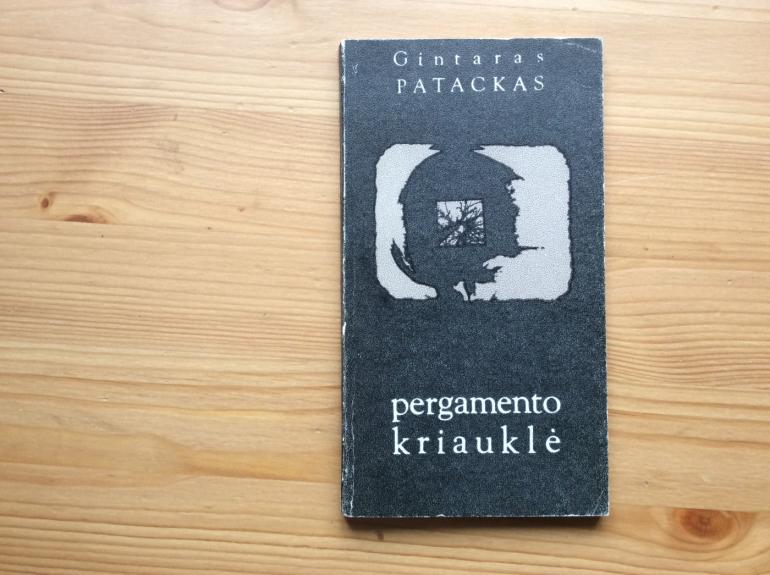 Gintaras
PATACKAS
pergamento
kriauklė